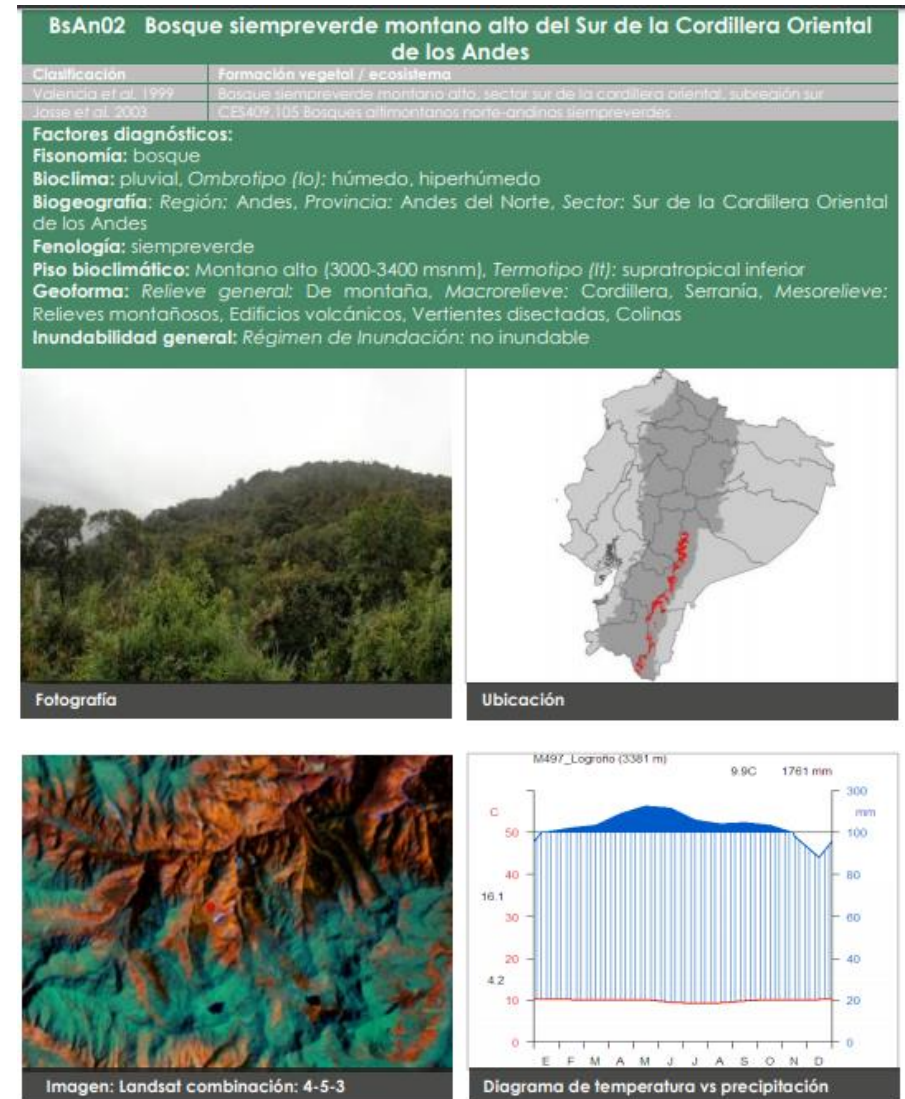 BsAn02 Bosque siempreverde montano alto del Sur de la Cordillera Oriental
de los Andes
Clasificación Formación vegetal / ecosistema
Valencia et al. 1999 Bosque siempreverde montano alto, sector sur de la cordillera oriental, subregión sur
Josse et al. 2003 CES409.105 Bosques altimontanos norte-andinos siempreverdes
Factores diagnósticos:
Fisonomía: bosque
Bioclima: pluvial, Ombrotipo (Io): húmedo, hiperhúmedo
Biogeografía: Región: Andes, Provincia: Andes del Norte, Sector: Sur de la Cordillera Oriental
de los Andes
Fenología: siempreverde
Piso bioclimático: Montano alto (3000-3400 msnm), Termotipo (It): supratropical inferior
Geoforma: Relieve general: De montaña, Macrorelieve: Cordillera, Serranía, Mesorelieve:
Relieves montañosos, Edificios volcánicos, Vertientes disectadas, Colinas
Inundabilidad general: Régimen de Inundación: no inundable
Fotografía
Ubicación
Imagen: Landsat combinación: 4-5-3
M497_Logroño (3381 m)
9.9C 1761 mm
C 300
mm
50 100
40 80
16.1
30 60
20 40
4.2
10 20
0 0
E F M A M J J A S O N D
Diagrama de temperatura vs precipitación